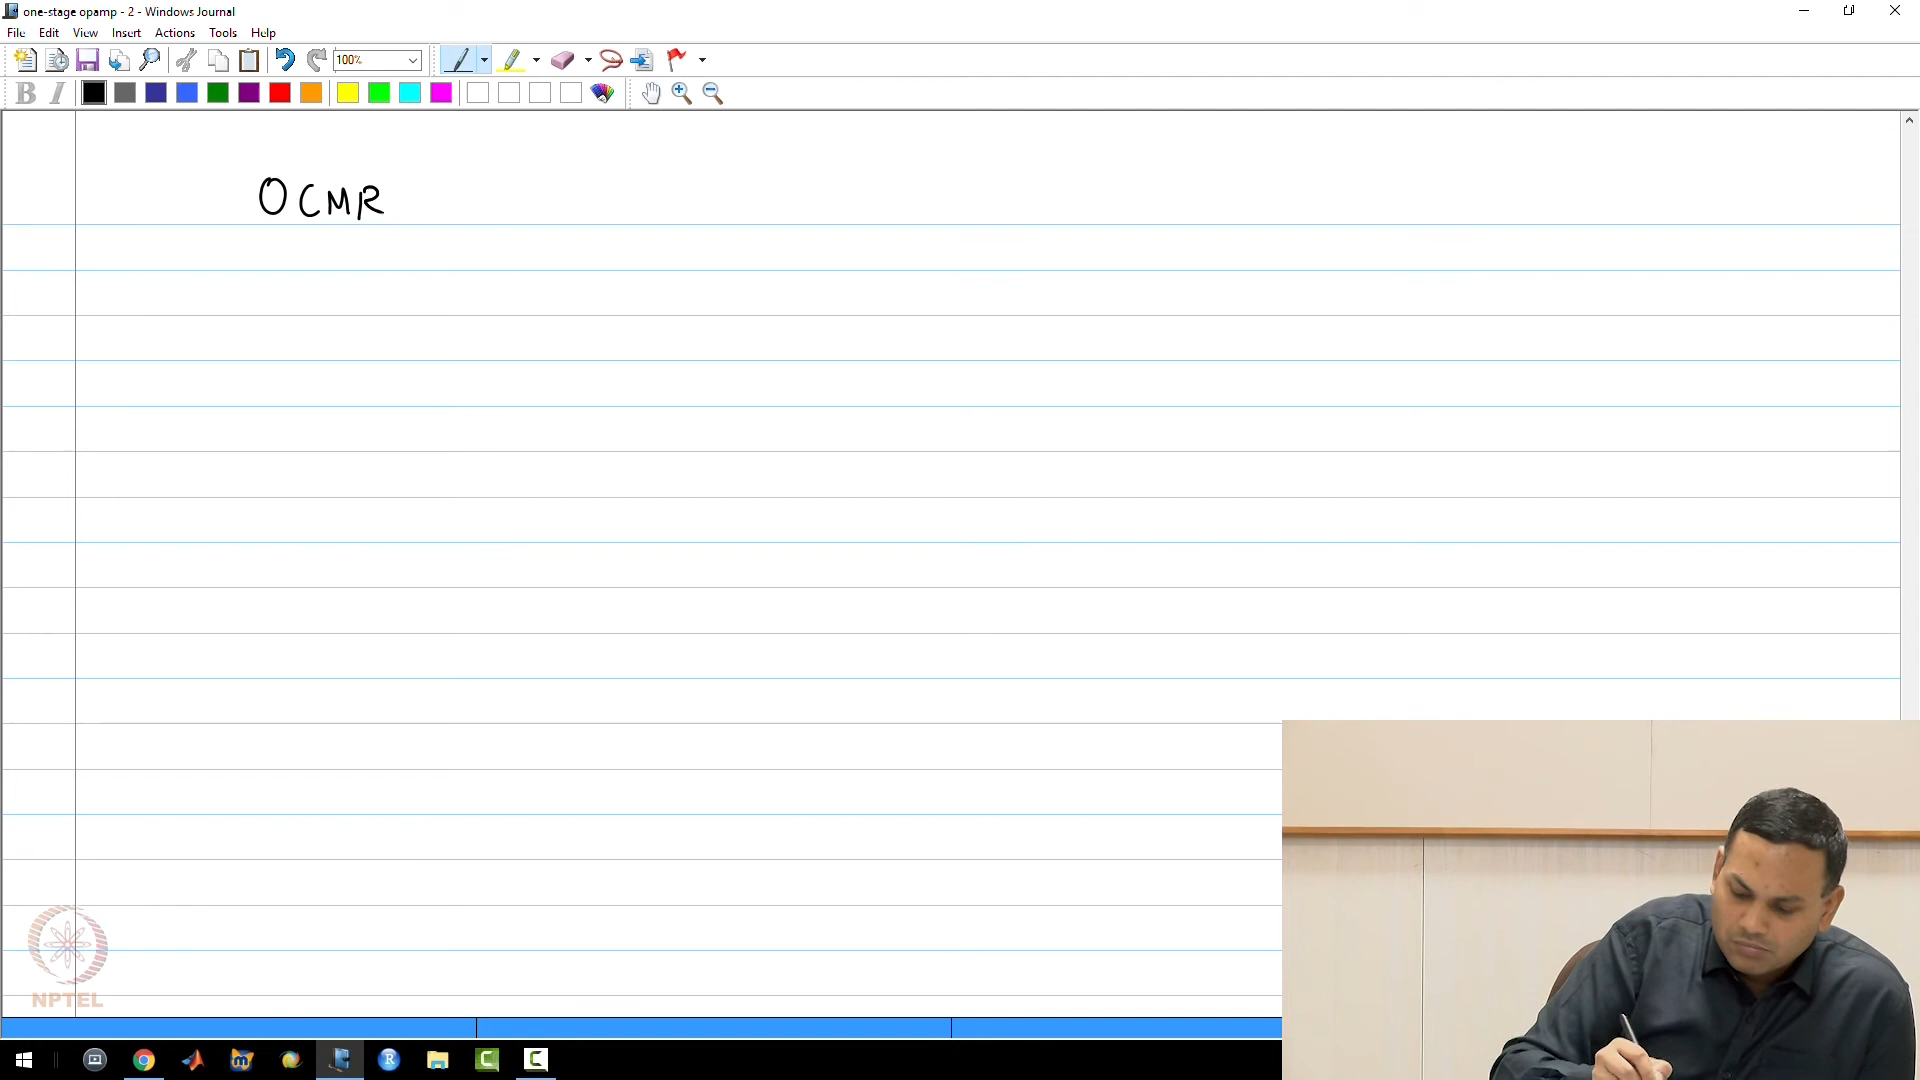 one-stage opamp - 2 - Windows Journal
File Edit View Insert Actions Tools Help
100%
B I
OCMR
NPTEL